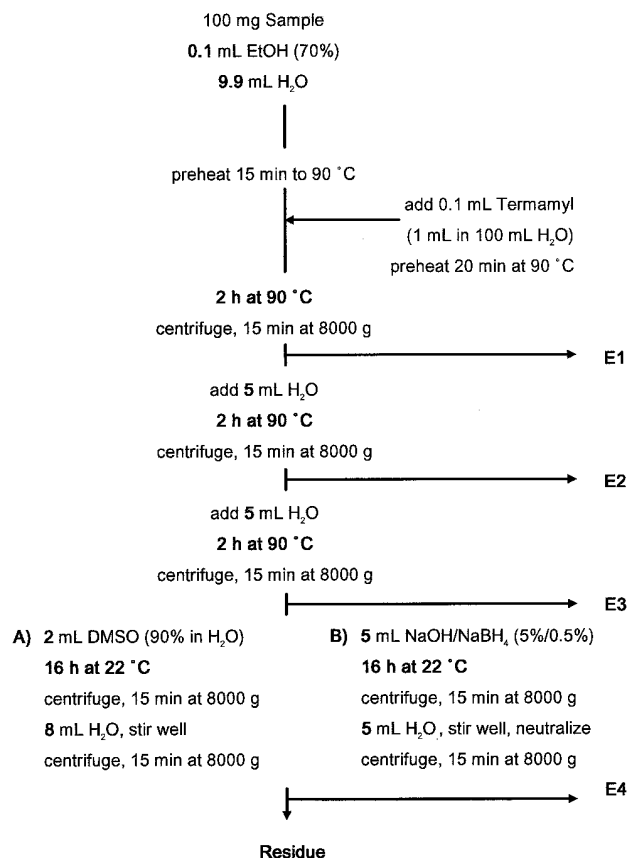 100 mg Sample
0.1 mL EtOH (70%)
9.9 mL H₂O
preheat 15 min to 90 ˚C
add 0.1 mL Termamyl
(1 mL in 100 mL H₂O)
preheat 20 min at 90 ˚C
2 h at 90 ˚C
centrifuge, 15 min at 8000 g
E1
add 5 mL H₂O
2 h at 90 ˚C
centrifuge, 15 min at 8000 g
E2
add 5 mL H₂O
2 h at 90 ˚C
centrifuge, 15 min at 8000 g
E3
A) 2 mL DMSO (90% in H₂O)
16 h at 22 ˚C
centrifuge, 15 min at 8000 g
8 mL H₂O, stir well
centrifuge, 15 min at 8000 g
B) 5 mL NaOH/NaBH₄ (5%/0.5%)
16 h at 22 ˚C
centrifuge, 15 min at 8000 g
5 mL H₂O, stir well, neutralize
centrifuge, 15 min at 8000 g
E4
Residue